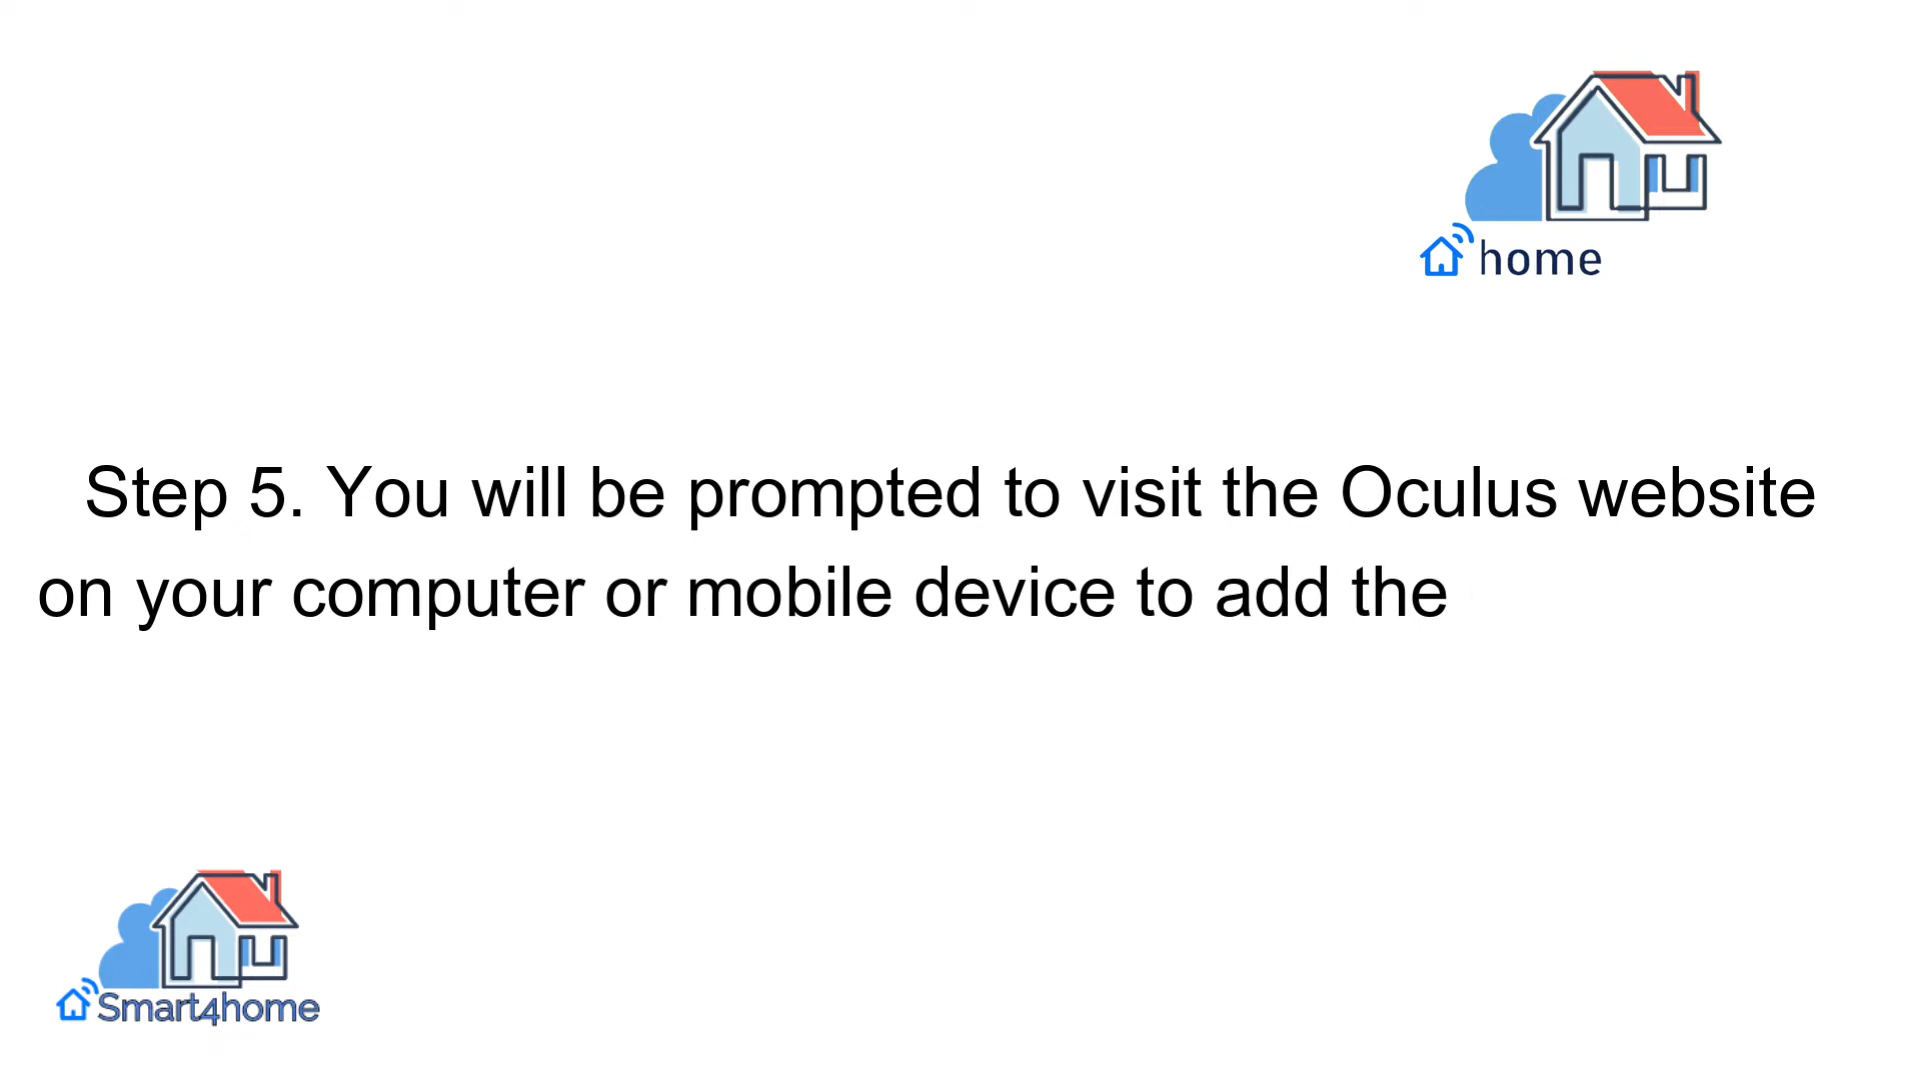 home
Step 5. You will be prompted to visit the Oculus website
on your computer or mobile device to add the
Smart4home